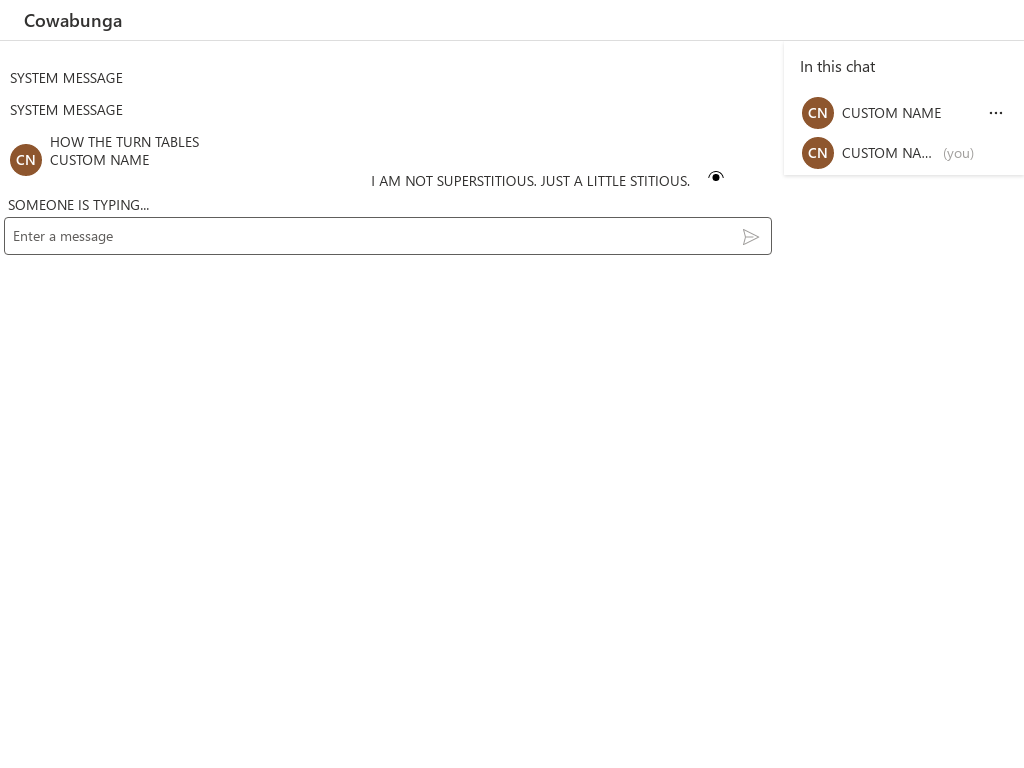 Cowabunga
SYSTEM MESSAGE
SYSTEM MESSAGE
HOW THE TURN TABLES
CN
CUSTOM NAME
I AM NOT SUPERSTITIOUS. JUST A LITTLE STITIOUS.
SOMEONE IS TYPING...
Enter a message
In this chat
CN CUSTOM NAME ...
CN CUSTOM NA... (you)